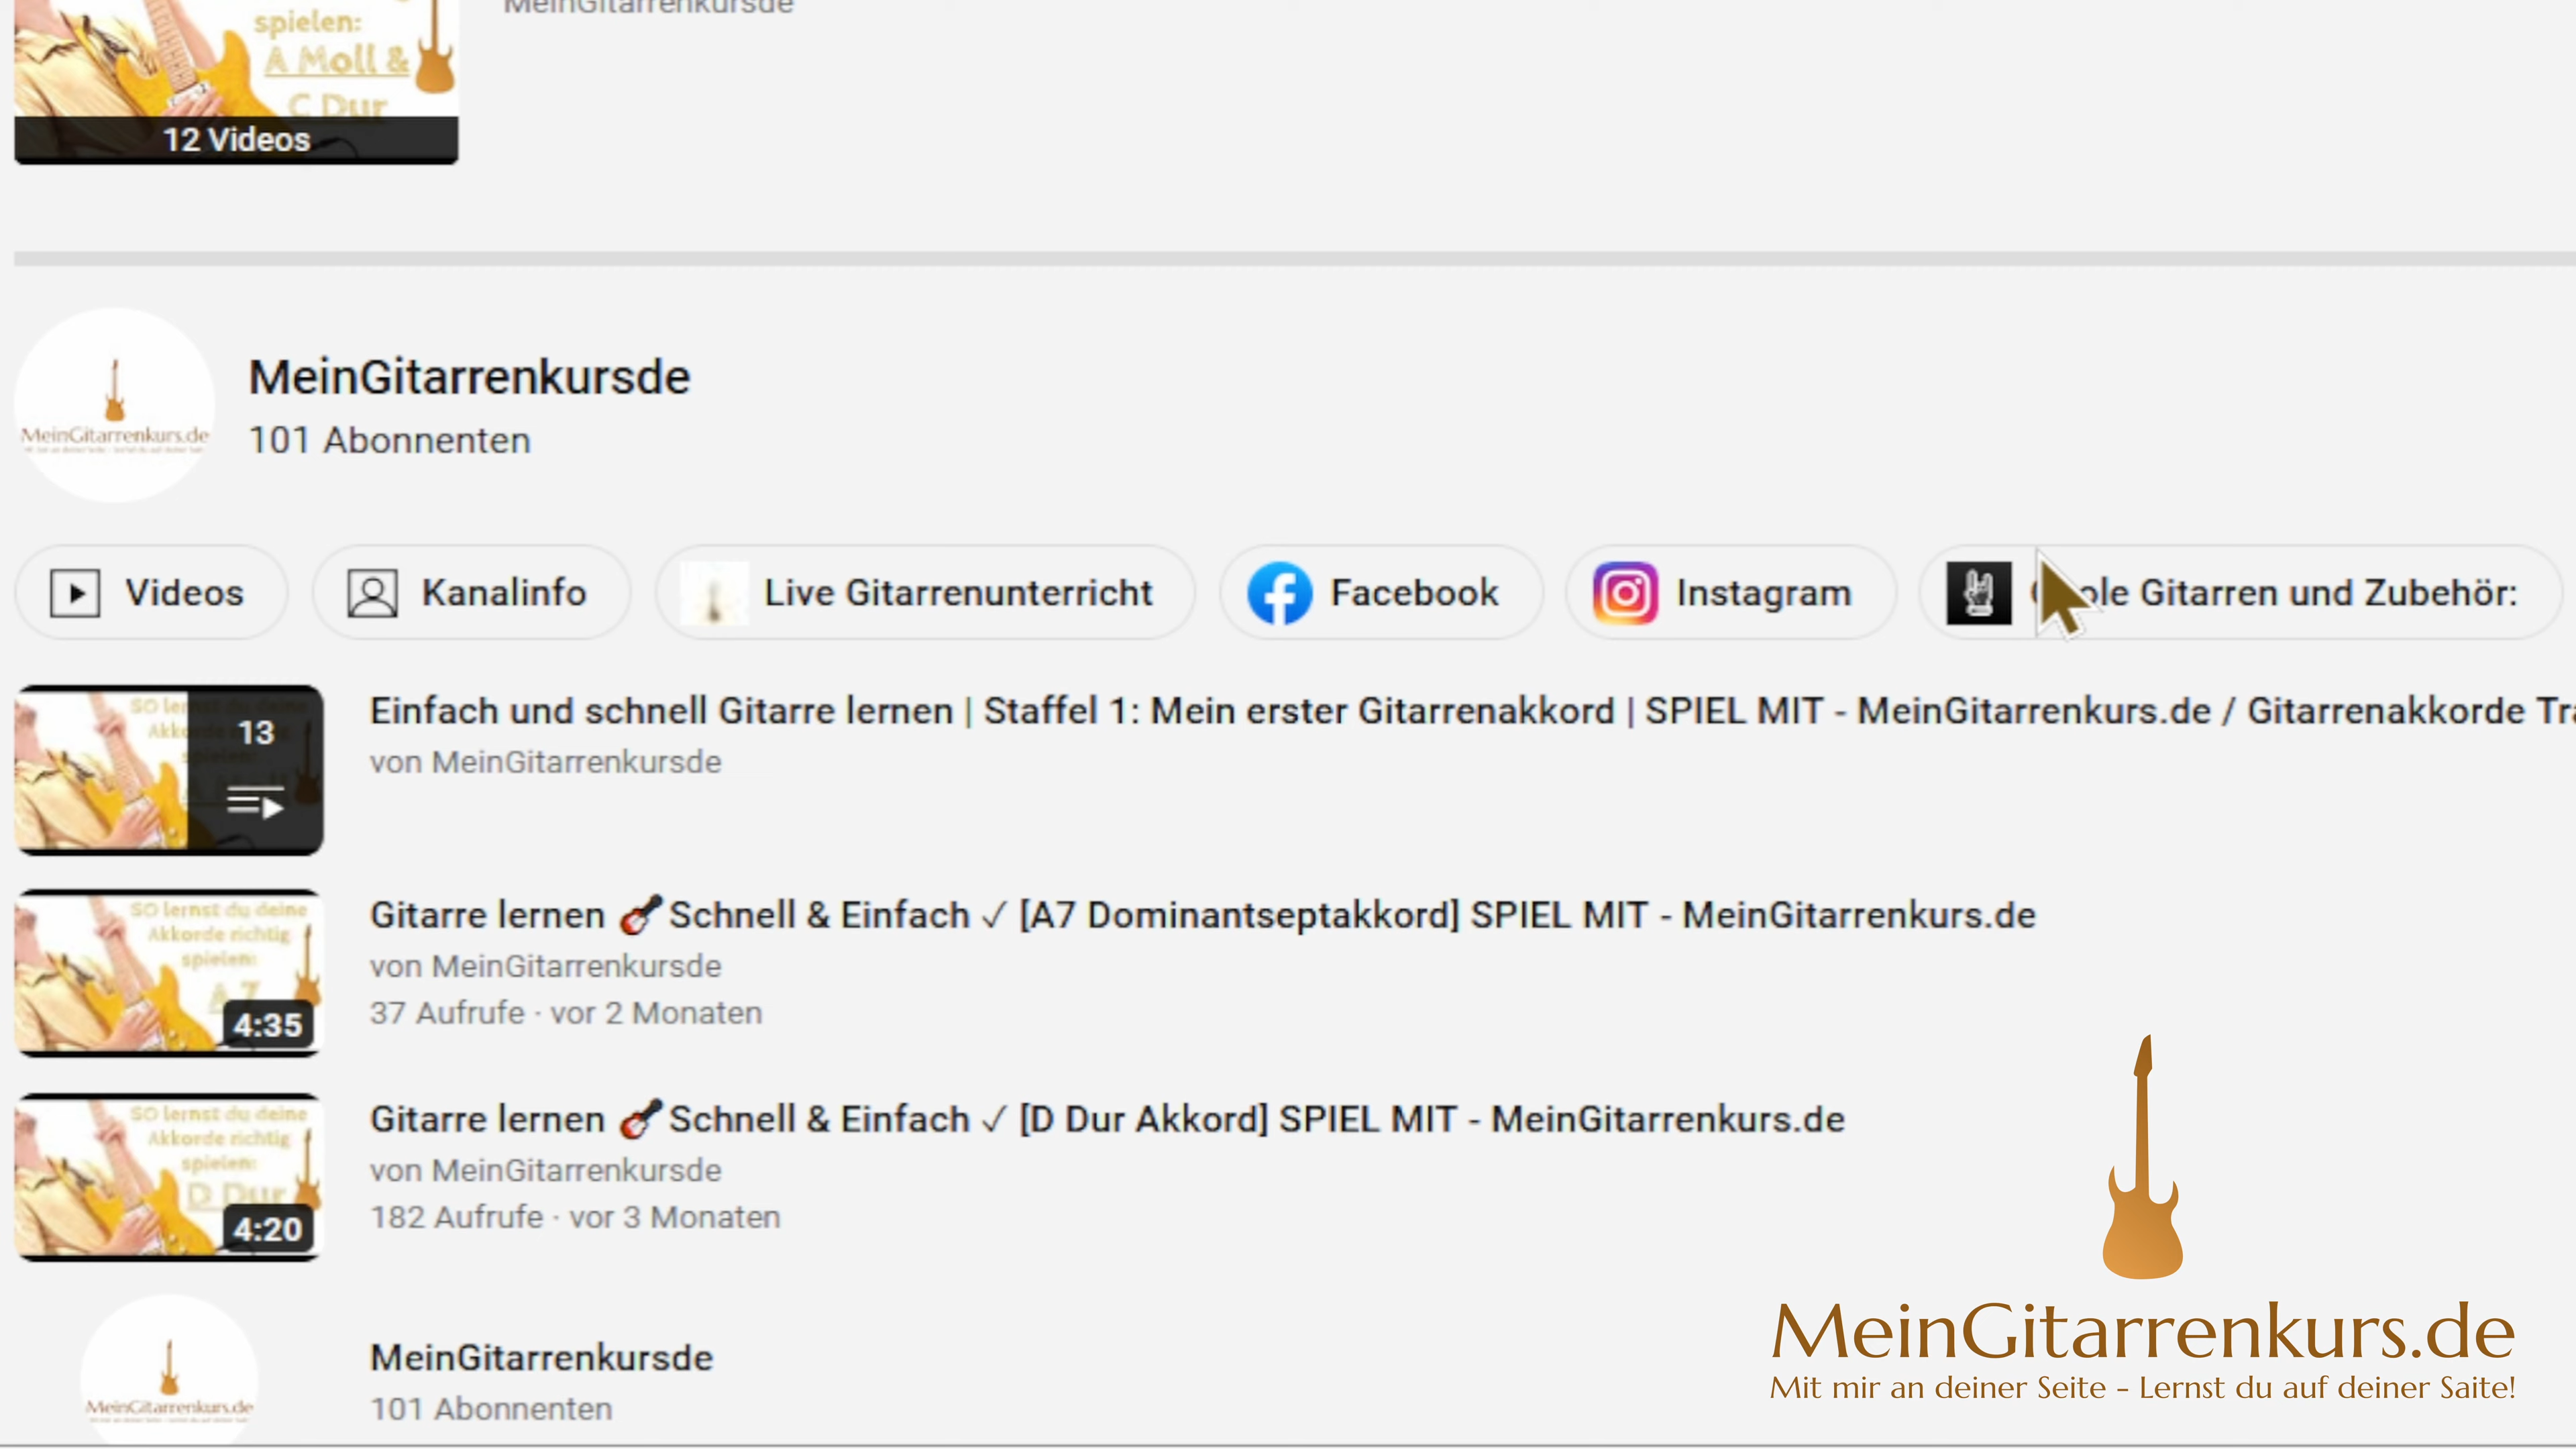 MeinGitarrenkursde
spielen:
A Moll &
C Dur
12 Videos
MeinGitarrenkurs.de
MeinGitarrenkursde
101 Abonnenten
Videos
Kanalinfo
Live Gitarrenunterricht
Facebook
Instagram
Gitarren und Zubehör:
13
Einfach und schnell Gitarre lernen | Staffel 1: Mein erster Gitarrenakkord | SPIEL MIT - MeinGitarrenkurs.de / Gitarrenakkorde
von MeinGitarrenkursde
SO lernst du deine
Akkorde richtig
spielen:
A 7
4:35
Gitarre lernen 🎸 Schnell & Einfach ✓ [A7 Dominantseptakkord] SPIEL MIT - MeinGitarrenkurs.de
von MeinGitarrenkursde
37 Aufrufe · vor 2 Monaten
SO lernst du deine
Akkorde richtig
spielen:
D Dur
4:20
Gitarre lernen 🎸 Schnell & Einfach ✓ [D Dur Akkord] SPIEL MIT - MeinGitarrenkurs.de
von MeinGitarrenkursde
182 Aufrufe · vor 3 Monaten
MeinGitarrenkurs.de
MeinGitarrenkursde
101 Abonnenten
MeinGitarrenkurs.de
Mit mir an deiner Seite - Lernst du auf deiner Saite!